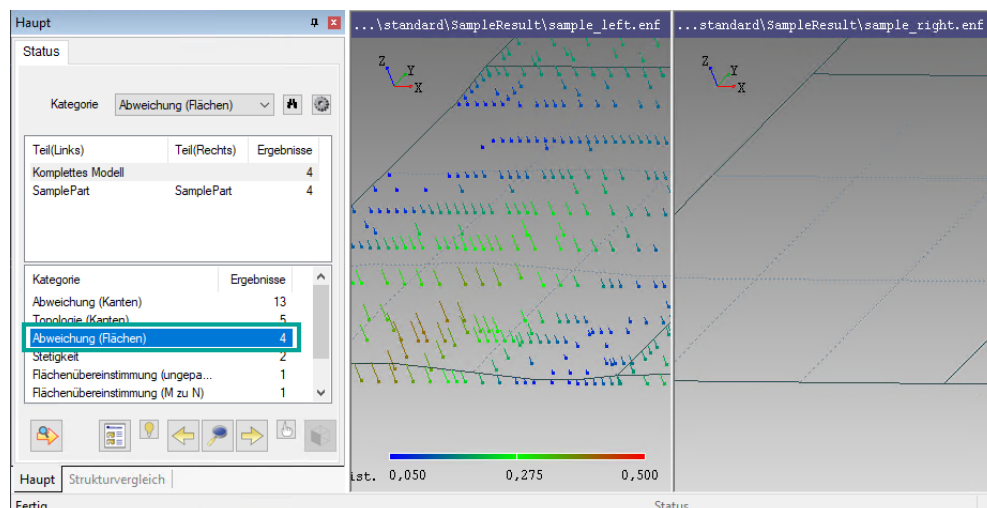 Haupt
Status
Kategorie Abweichung (Flächen)
Teil(Links) Teil(Rechts) Ergebnisse
Komplettes Modell 4
SamplePart SamplePart 4
Kategorie Ergebnisse
Abweichung (Kanten) 13
Topologie (Kanten) 5
Abweichung (Flächen) 4
Stetigkeit 2
Flächenübereinstimmung (ungepa... 1
Flächenübereinstimmung (M zu N) 1
Haupt Strukturvergleich
Fertig
...\standard\SampleResult\sample_left.enf
Z Y
X
ist. 0,050 0,275 0,500
...standard\SampleResult\sample_right.enf
Z Y
X
Status